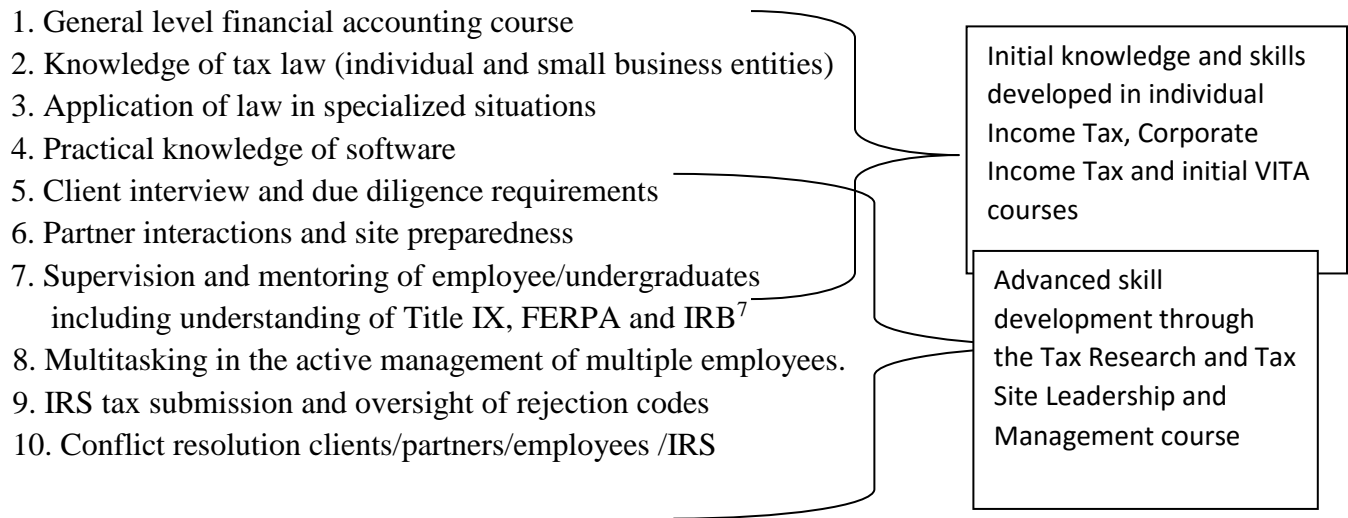 1. General level financial accounting course
2. Knowledge of tax law (individual and small business entities)
3. Application of law in specialized situations
4. Practical knowledge of software
5. Client interview and due diligence requirements
6. Partner interactions and site preparedness
7. Supervision and mentoring of employee/undergraduates
including understanding of Title IX, FERPA and IRB⁷
8. Multitasking in the active management of multiple employees.
9. IRS tax submission and oversight of rejection codes
10. Conflict resolution clients/partners/employees /IRS
Initial knowledge and skills
developed in individual
Income Tax, Corporate
Income Tax and initial VITA
courses
Advanced skill
development through
the Tax Research and Tax
Site Leadership and
Management course